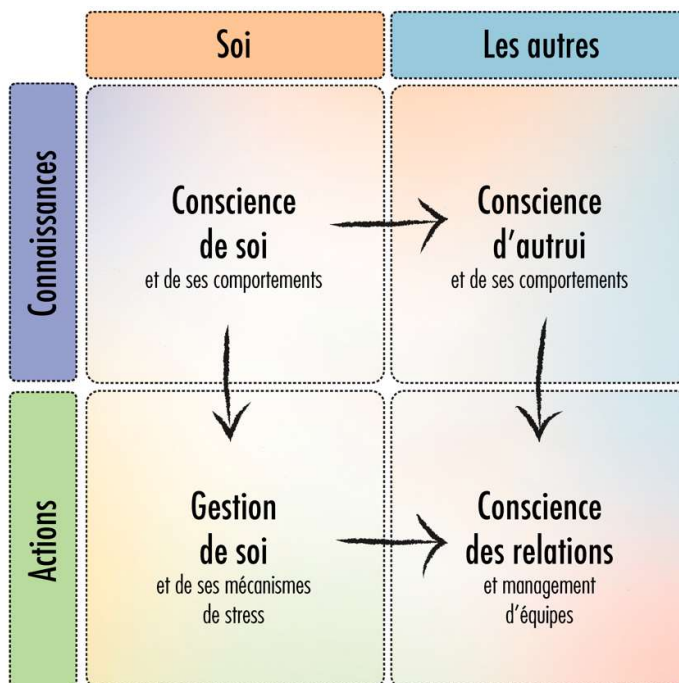 Soi
Les autres
Connaissances
Conscience
de soi
et de ses comportements
Conscience
d'autrui
et de ses comportements
Actions
Gestion
de soi
et de ses mécanismes
de stress
Conscience
des relations
et management
d'équipes